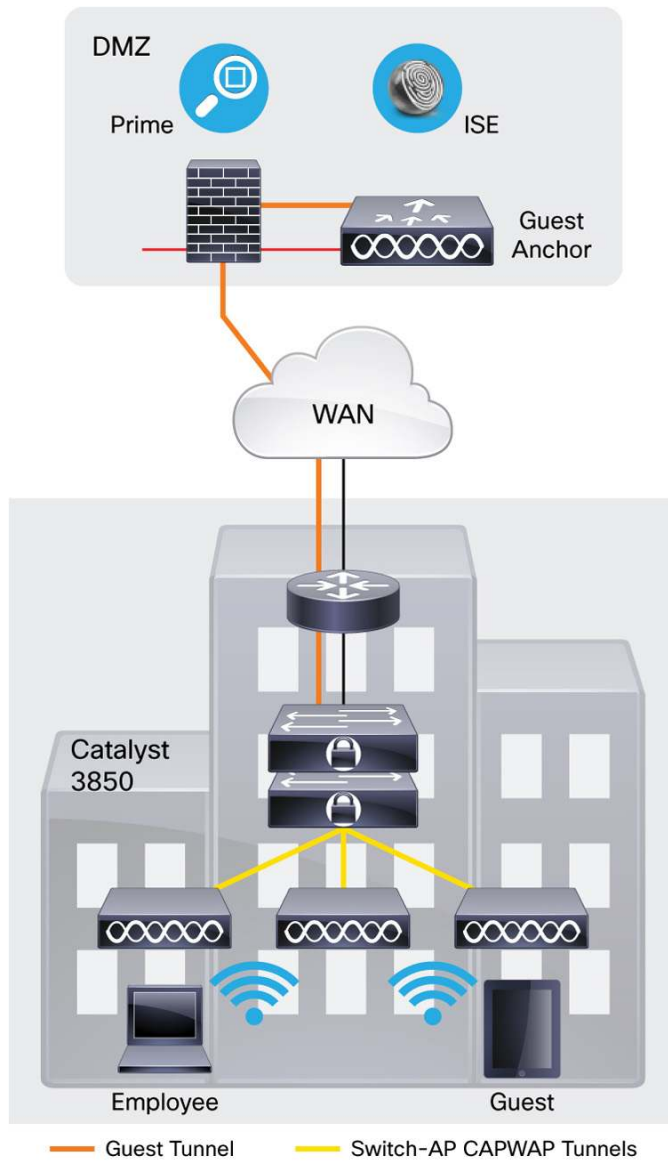 DMZ
Prime
ISE
Guest
Anchor
WAN
Catalyst
3850
Employee
Guest
Guest Tunnel
Switch-AP CAPWAP Tunnels